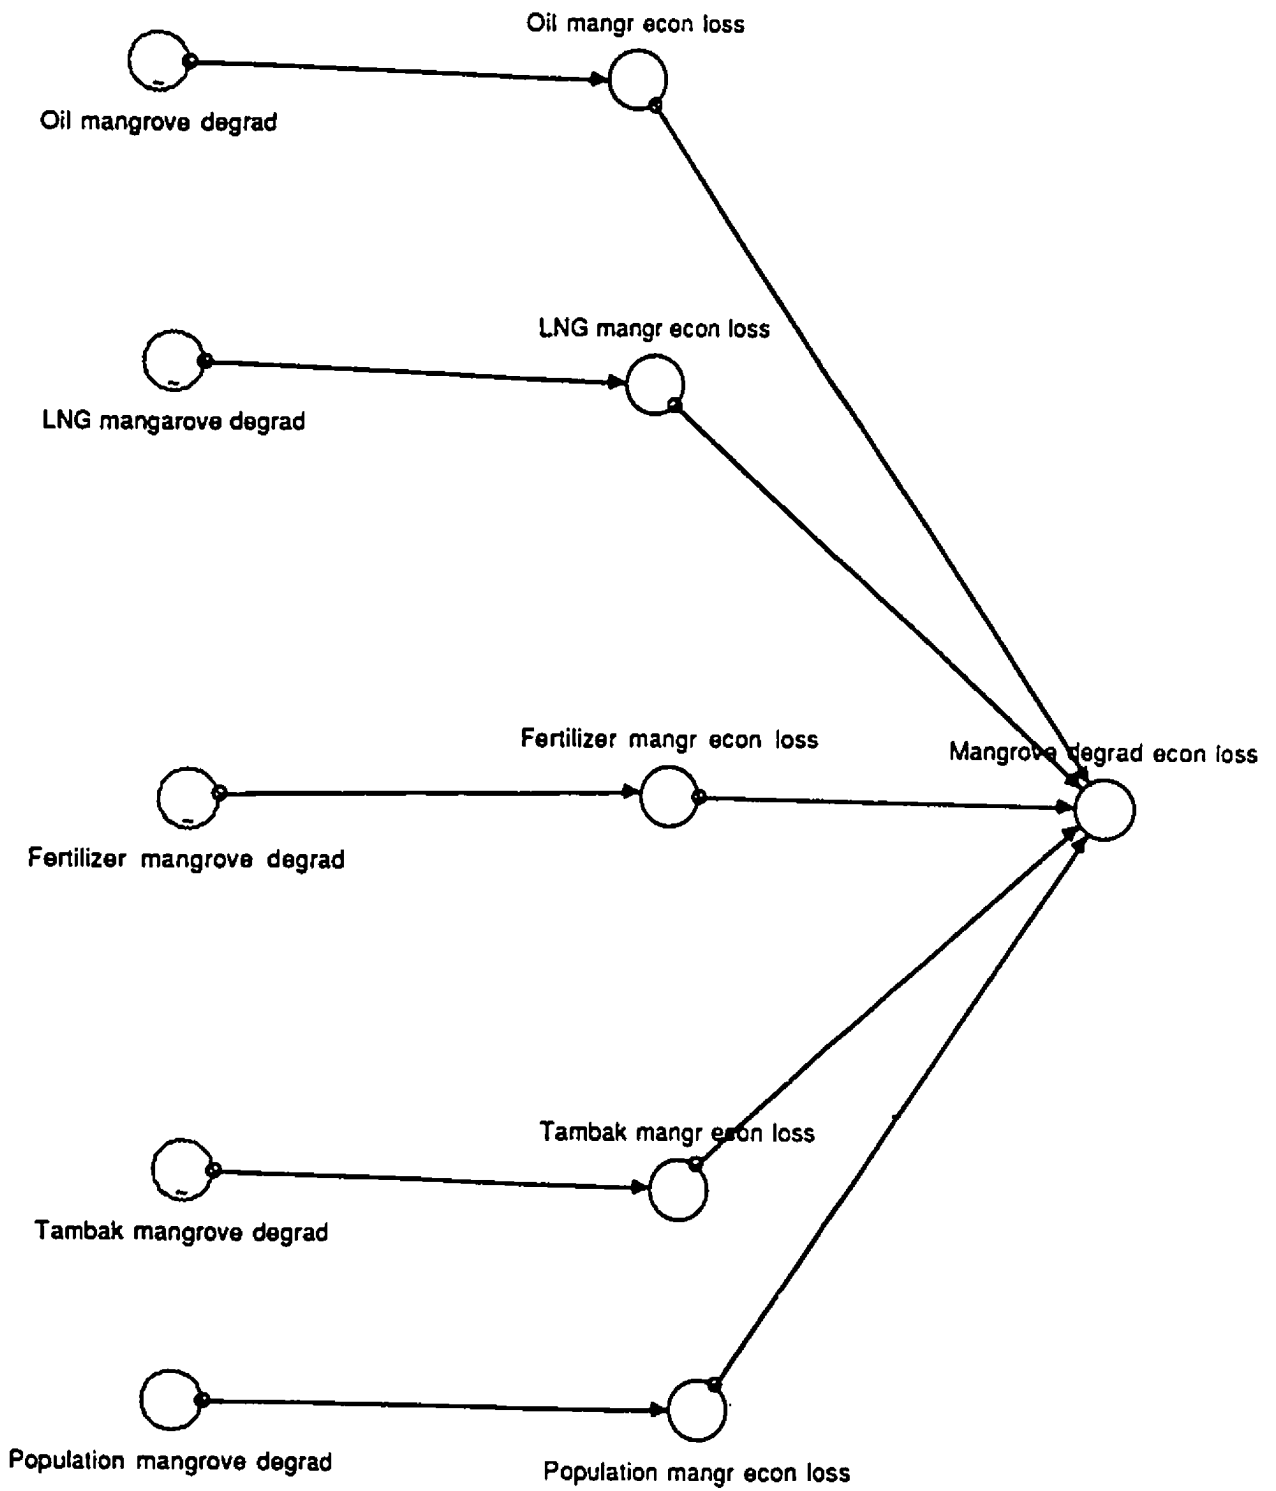 Oil mangr econ loss
Oil mangrove degrad
LNG mangr econ loss
LNG mangarove degrad
Fertilizer mangr econ loss
Mangrove degrad econ loss
Fertilizer mangrove degrad
Tambak mangr econ loss
Tambak mangrove degrad
Population mangrove degrad
Population mangr econ loss